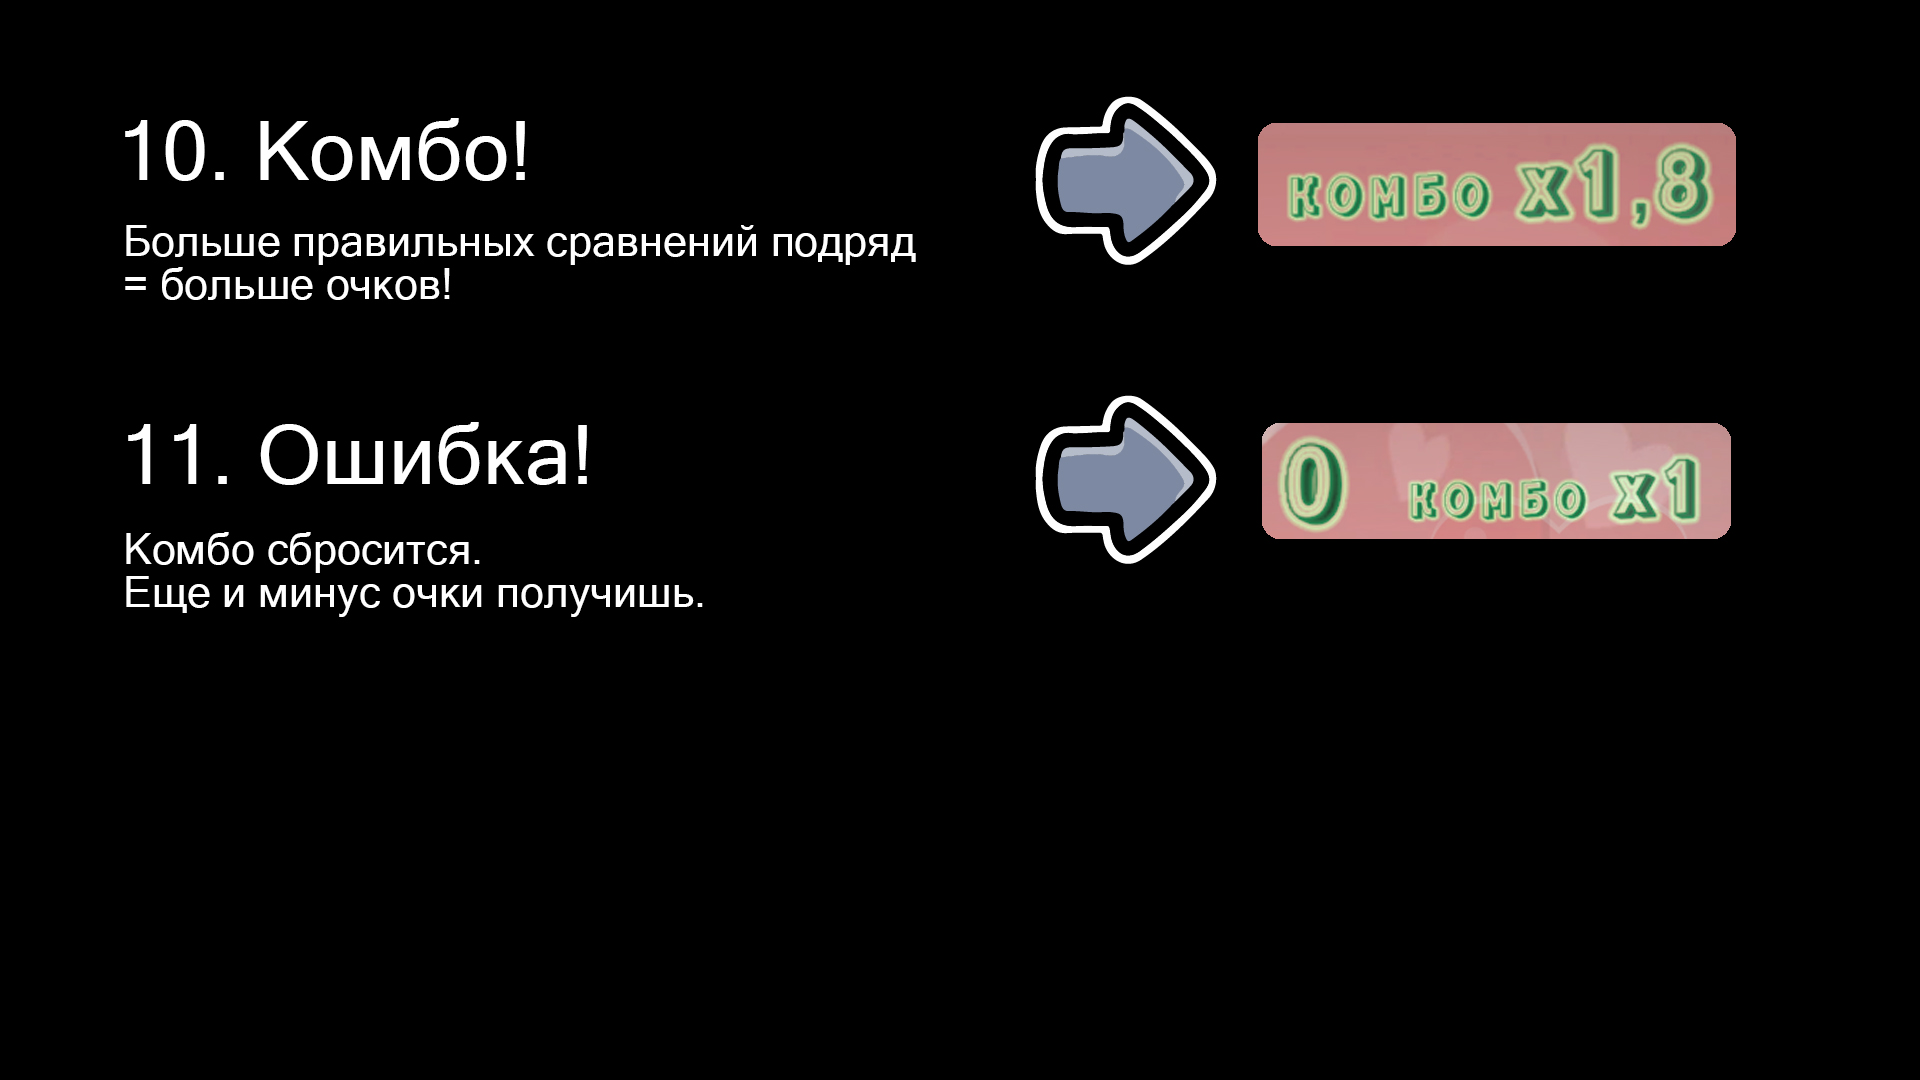 10. Комбо!
комбо x1,8
Больше правильных сравнений подряд
= больше очков!
11. Ошибка!
0 комбо x1
Комбо сбросится.
Еще и минус очки получишь.